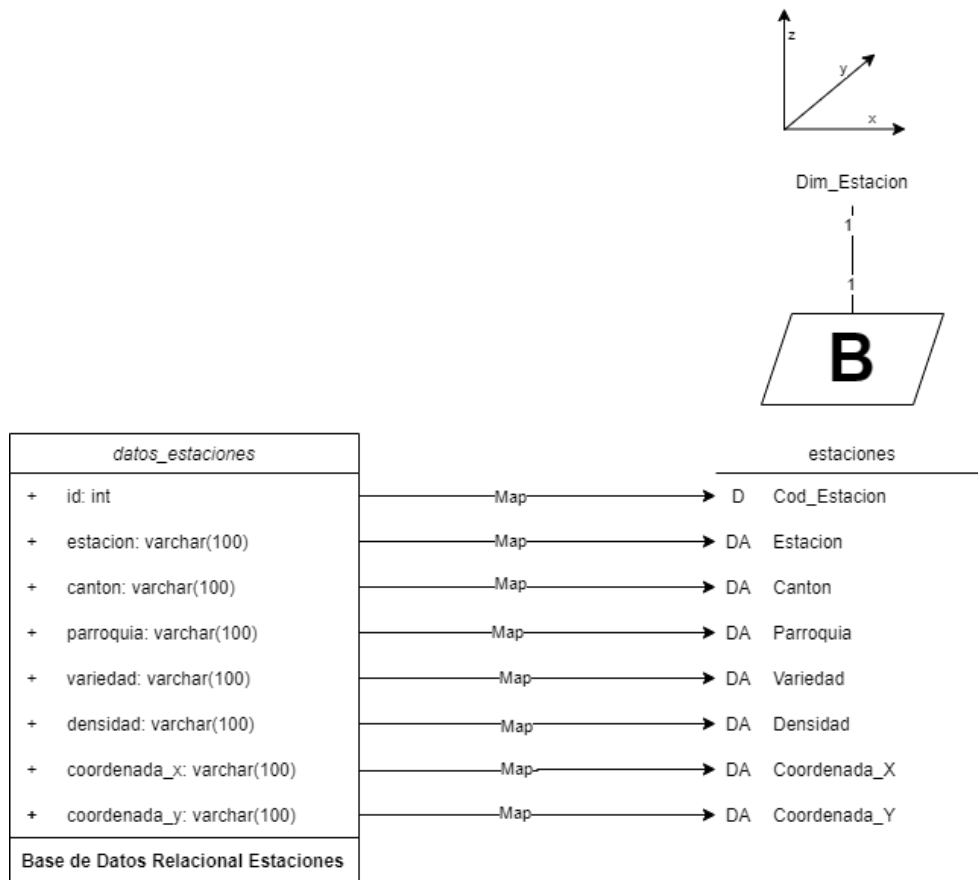 z
y
x
Dim_Estacion
1
1
B
datos_estaciones
estaciones
+ id: int Map D Cod_Estacion
+ estacion: varchar(100) Map DA Estacion
+ canton: varchar(100) Map DA Canton
+ parroquia: varchar(100) Map DA Parroquia
+ variedad: varchar(100) Map DA Variedad
+ densidad: varchar(100) Map DA Densidad
+ coordenada_x: varchar(100) Map DA Coordenada_X
+ coordenada_y: varchar(100) Map DA Coordenada_Y
Base de Datos Relacional Estaciones